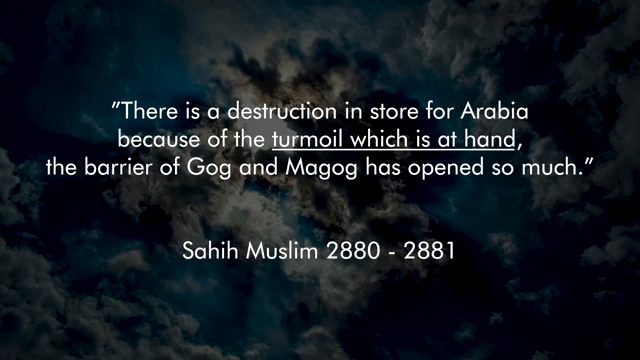 ”There is a destruction in store for Arabia
because of the turmoil which is at hand,
the barrier of Gog and Magog has opened so much.”
Sahih Muslim 2880 - 2881